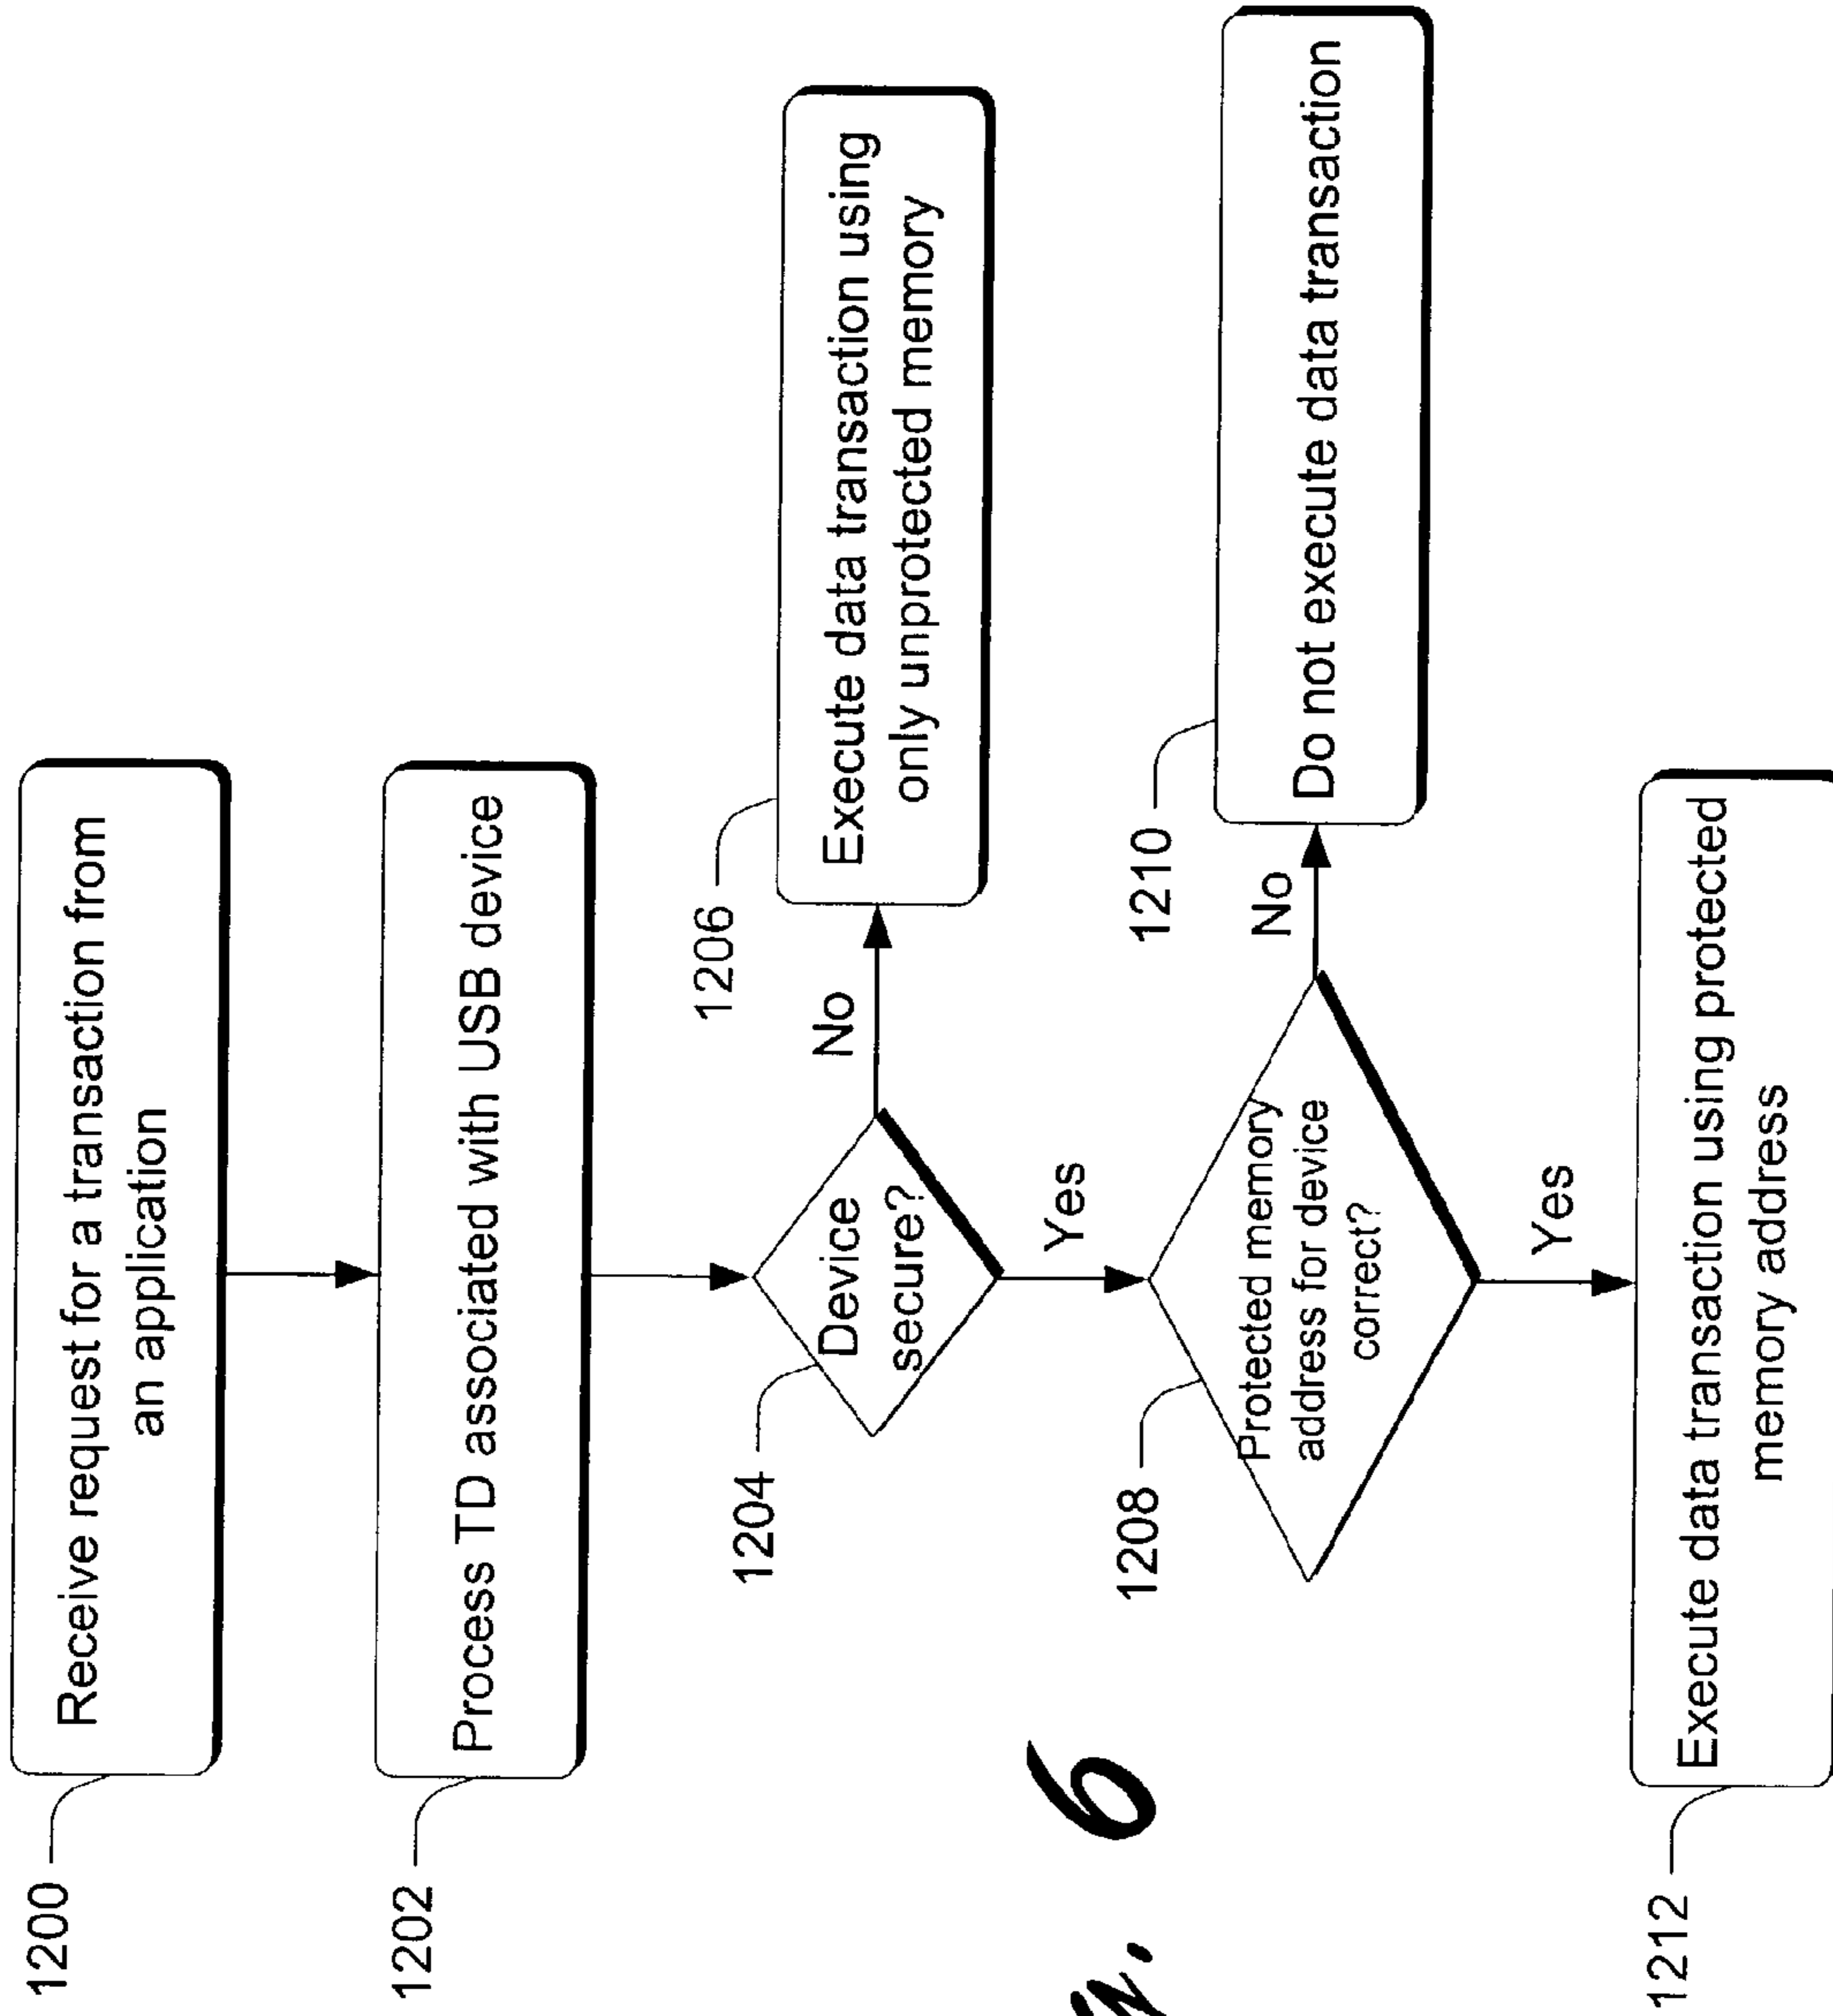 1200
Receive request for a transaction from
an application
1202
Process TD associated with USB device
1204
Device
secure?
No
1206
Execute data transaction using
only unprotected memory
Yes
1208
Protected memory
address for device
correct?
No
1210
Do not execute data transaction
Yes
1212
Execute data transaction using protected
memory address
6